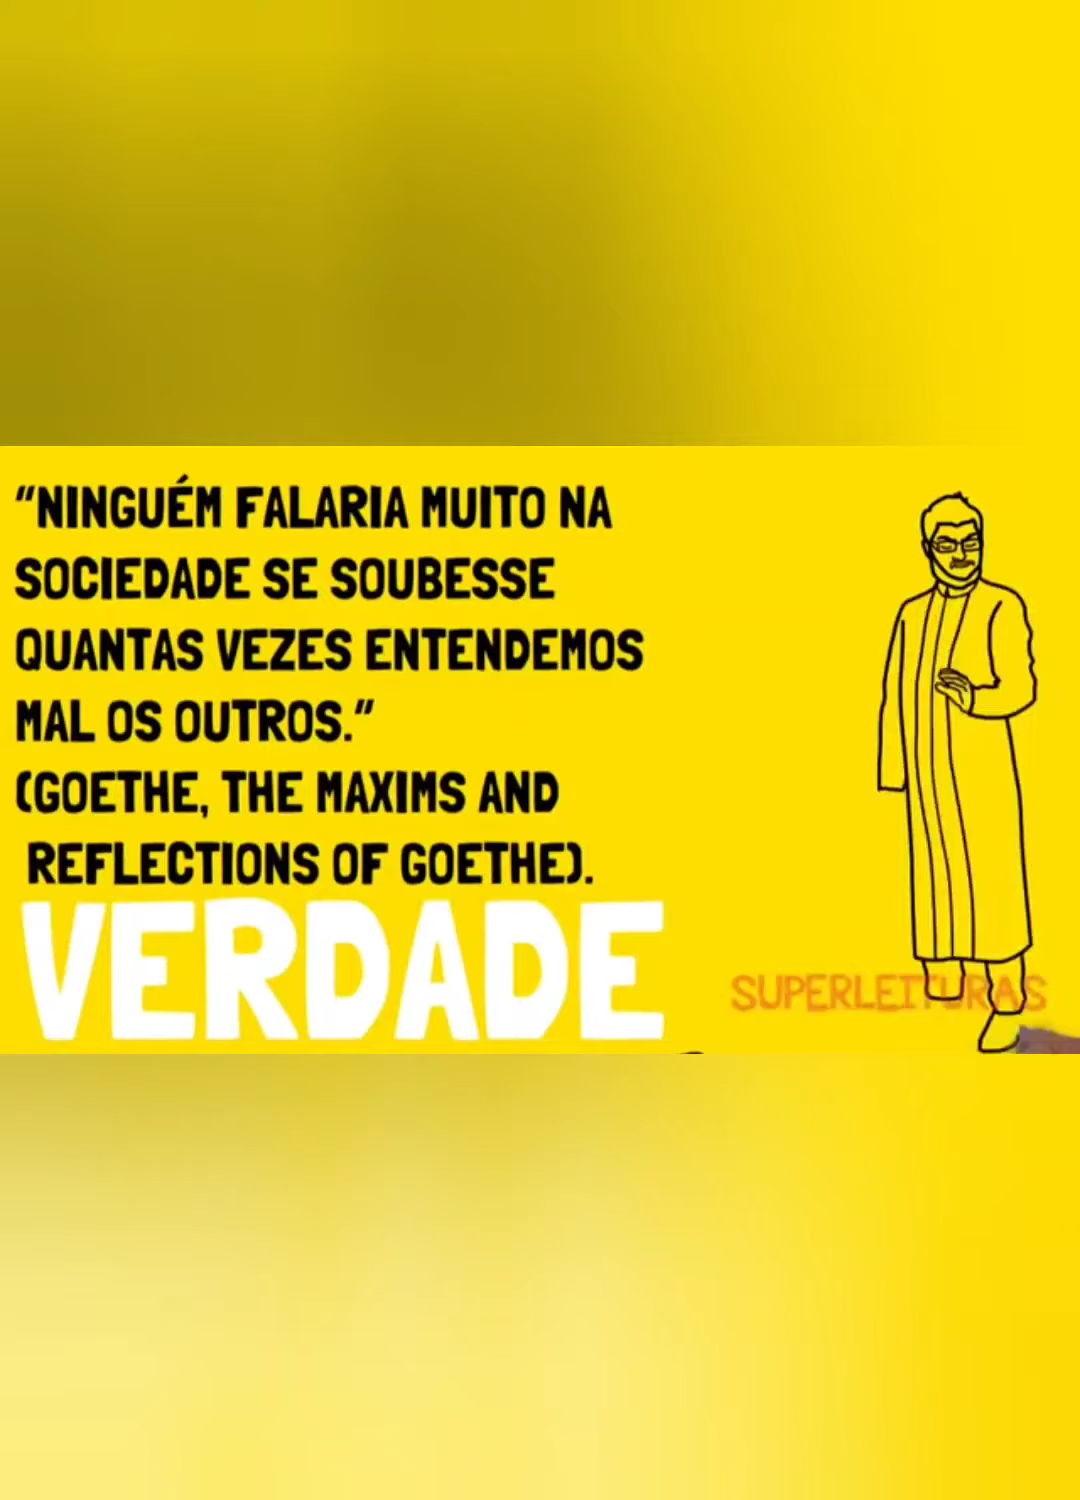 “NINGUÉM FALARIA MUITO NA
SOCIEDADE SE SOUBESSE
QUANTAS VEZES ENTENDEMOS
MAL OS OUTROS.”
(GOETHE, THE MAXIMS AND
REFLECTIONS OF GOETHE).
VERDADE
SUPERLEITURAS